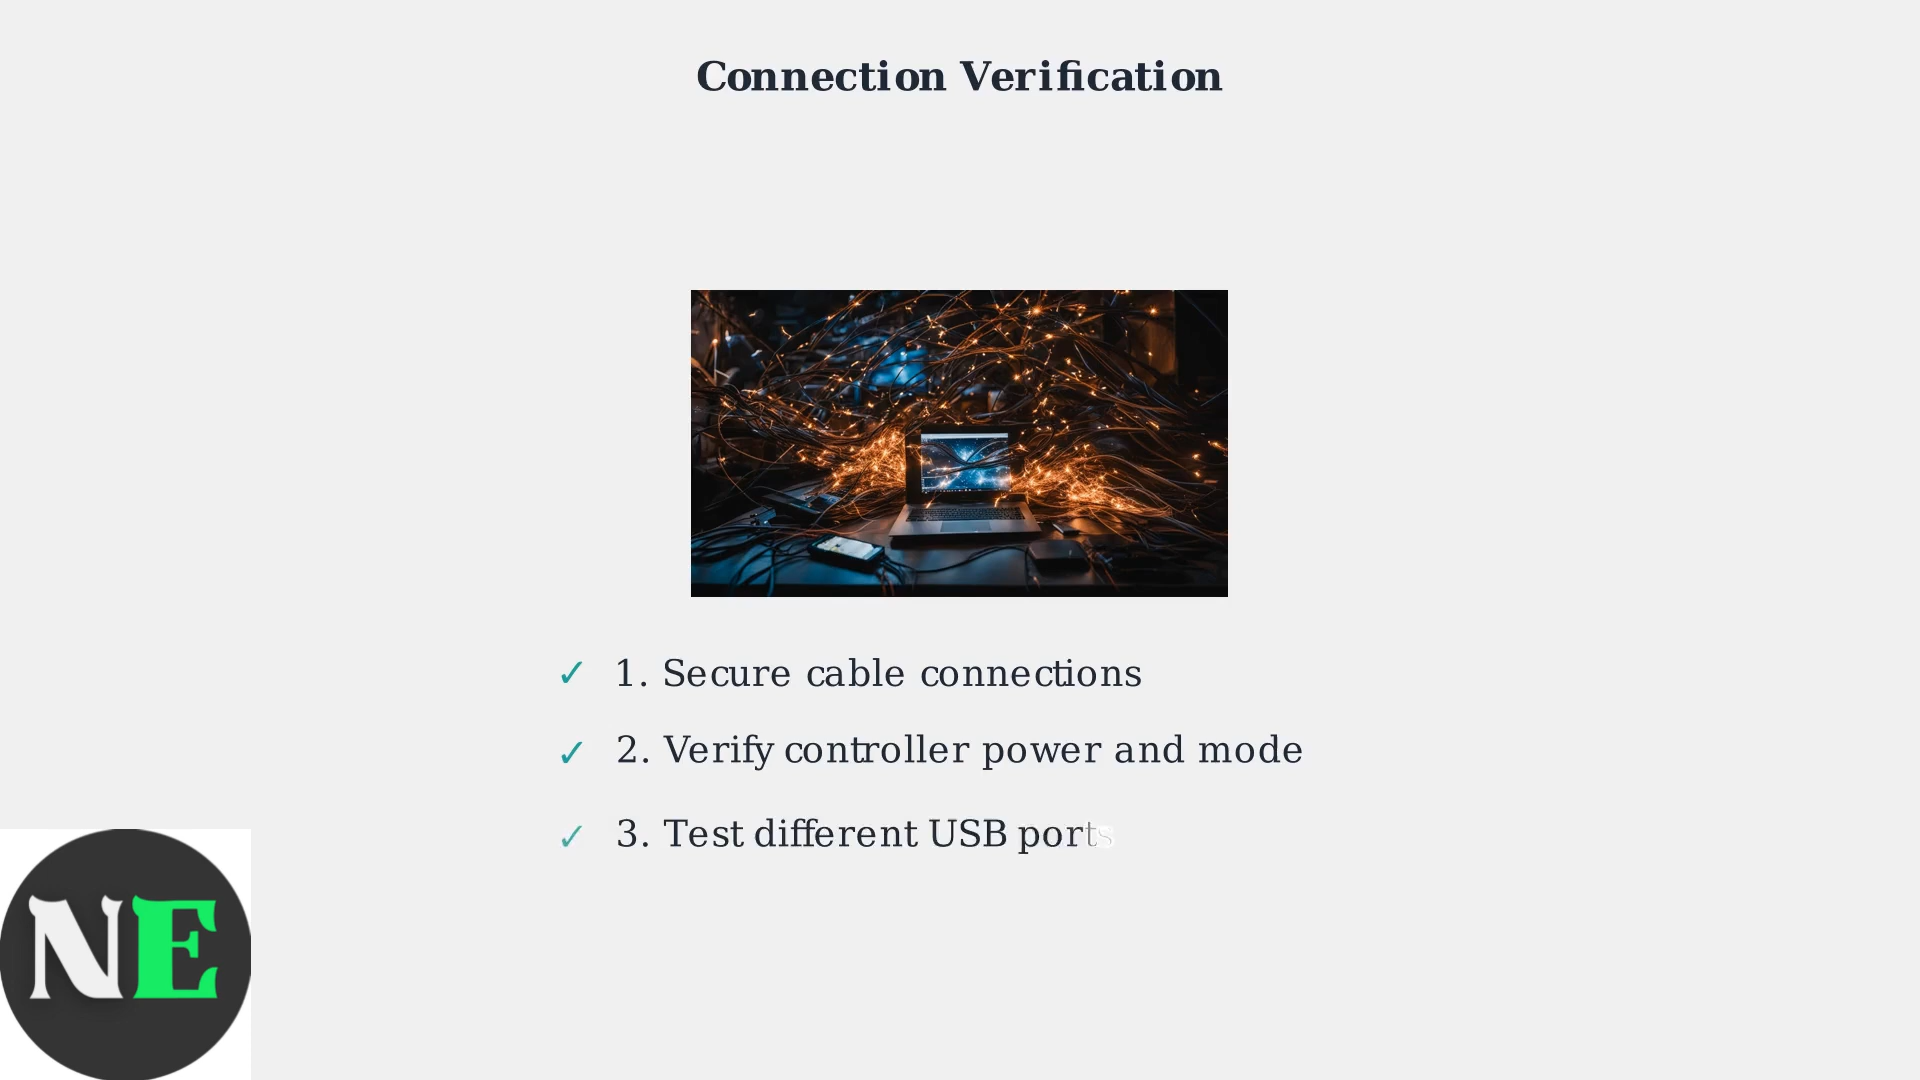 Connection Verification
✓ 1. Secure cable connections
✓ 2. Verify controller power and mode
✓ 3. Test different USB ports
NE